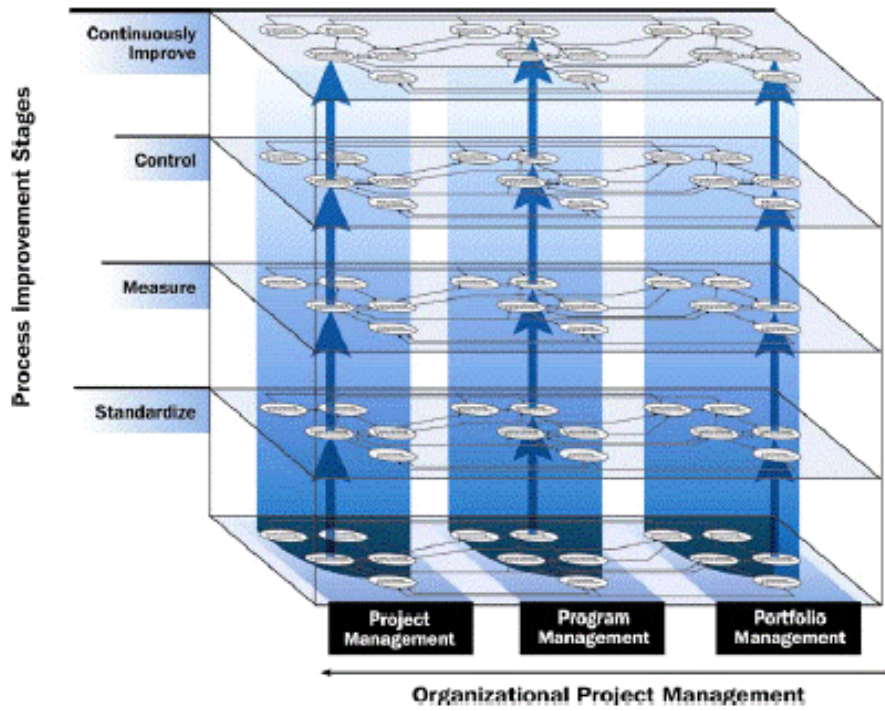 Continuously
Improve
Control
Measure
Standardize
Process Improvement Stages
Project
Management
Program
Management
Portfolio
Management
Organizational Project Management